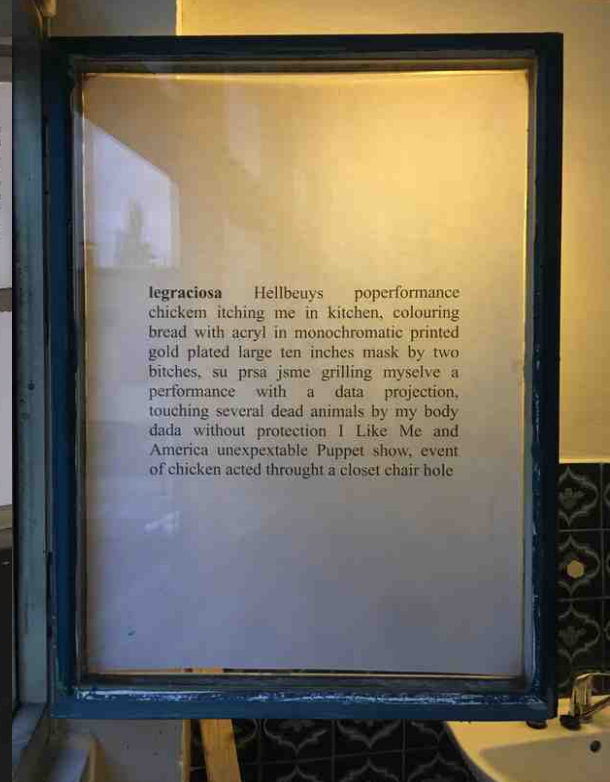 legraciosa Hellbeuys poperformance
chickem itching me in kitchen, colouring
bread with acryl in monochromatic printed
gold plated large ten inches mask by two
bitches, su prsa jsme grilling myselve a
performance with a data projection,
touching several dead animals by my body
dada without protection I Like Me and
America unexpextable Puppet show, event
of chicken acted throught a closet chair hole